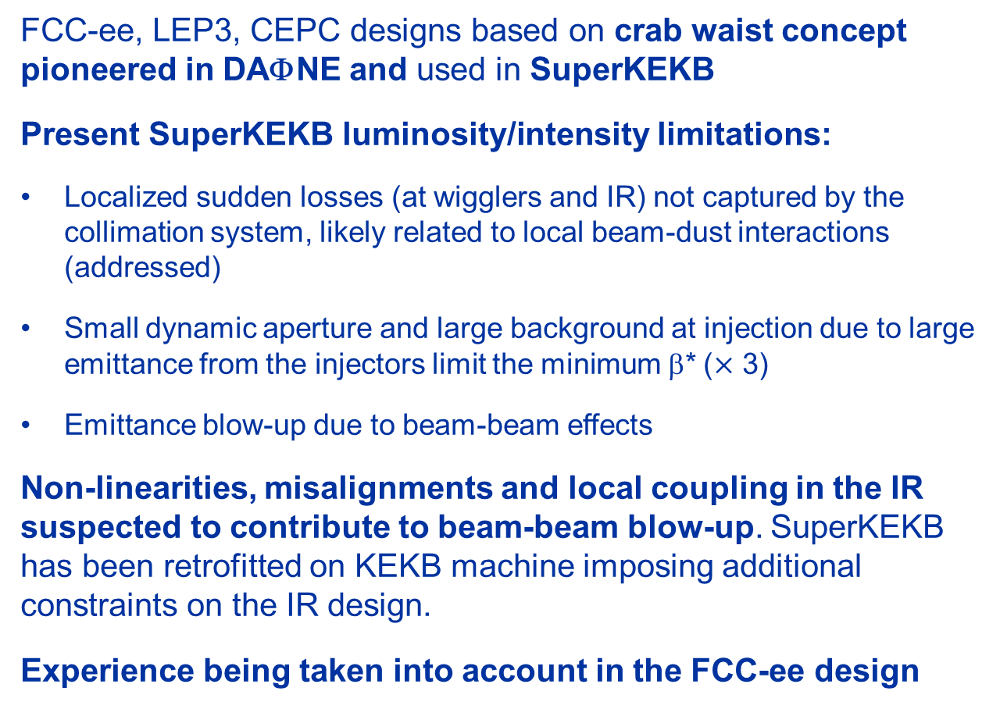 FCC-ee, LEP3, CEPC designs based on crab waist concept
pioneered in DAΦNE and used in SuperKEKB
Present SuperKEKB luminosity/intensity limitations:
• Localized sudden losses (at wigglers and IR) not captured by the
collimation system, likely related to local beam-dust interactions
(addressed)
• Small dynamic aperture and large background at injection due to large
emittance from the injectors limit the minimum β* (× 3)
• Emittance blow-up due to beam-beam effects
Non-linearities, misalignments and local coupling in the IR
suspected to contribute to beam-beam blow-up. SuperKEKB
has been retrofitted on KEKB machine imposing additional
constraints on the IR design.
Experience being taken into account in the FCC-ee design